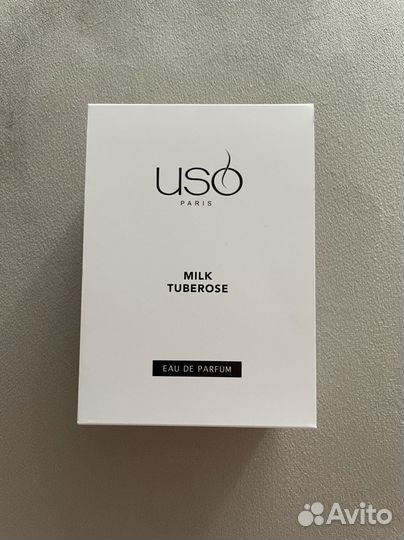 USO
PARIS
MILK
TUBEROSE
EAU DE PARFUM
Avito